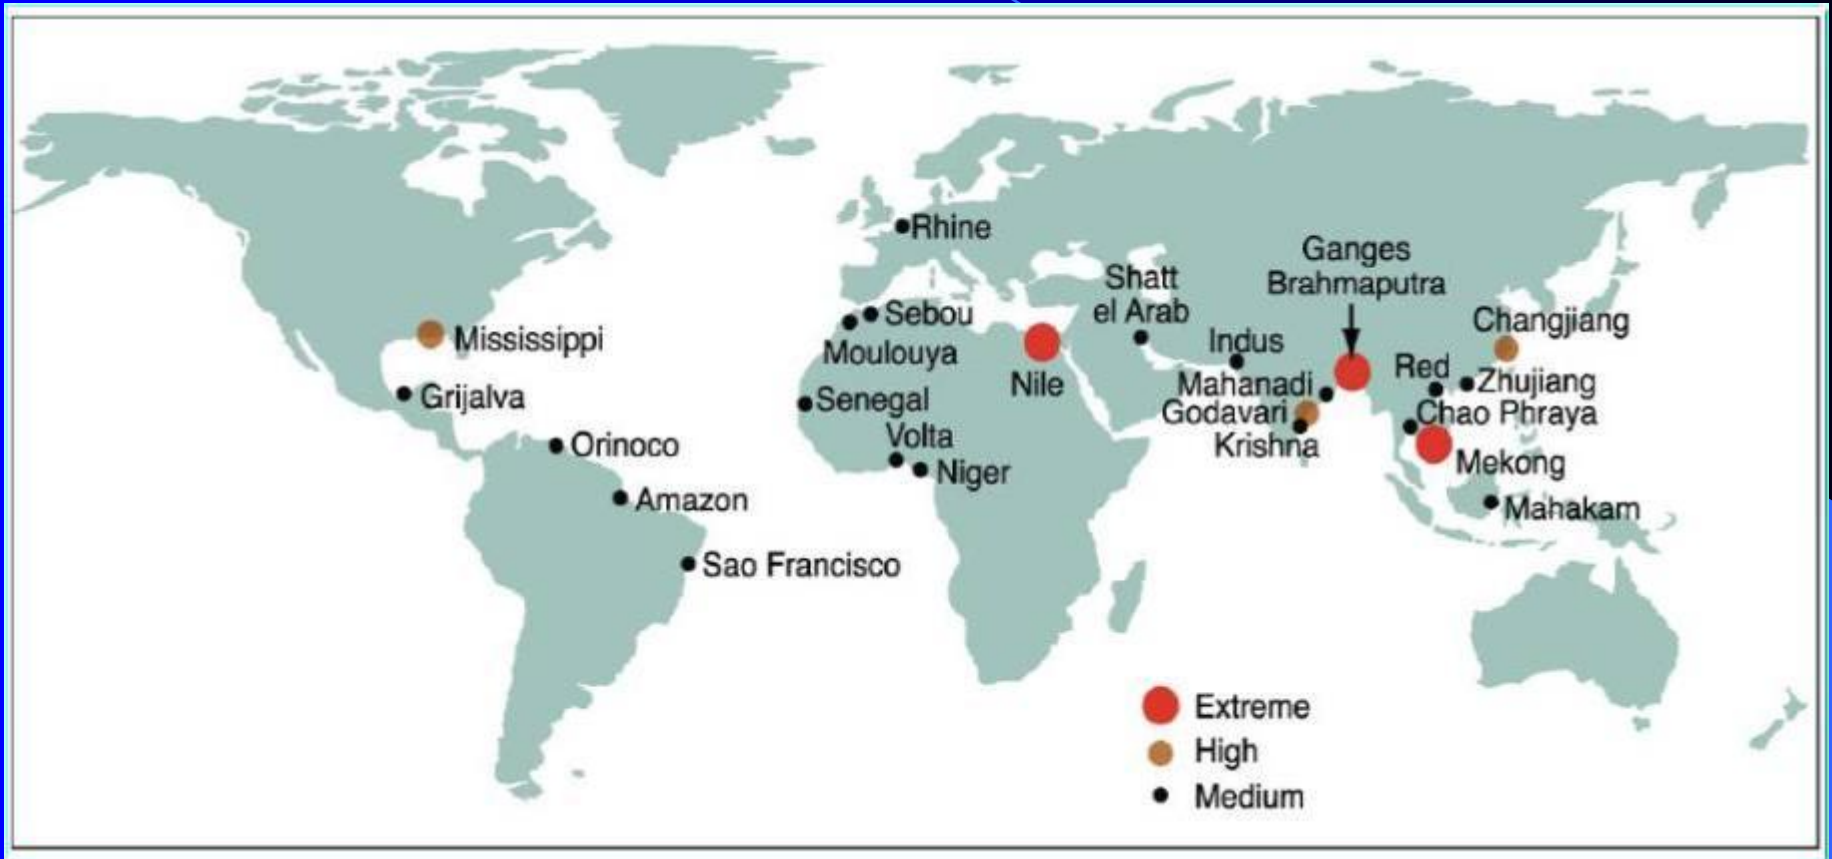 Rhine
Ganges
Brahmaputra
Shatt
el Arab
Sebou
Changjiang
Mississippi
Indus
Moulouya
Red
Nile
Mahanadi
Zhujiang
Grijalva
Senegal
Godavari
Chao Phraya
Volta
Krishna
Orinoco
Niger
Mekong
Amazon
Mahakam
Sao Francisco
Extreme
High
Medium